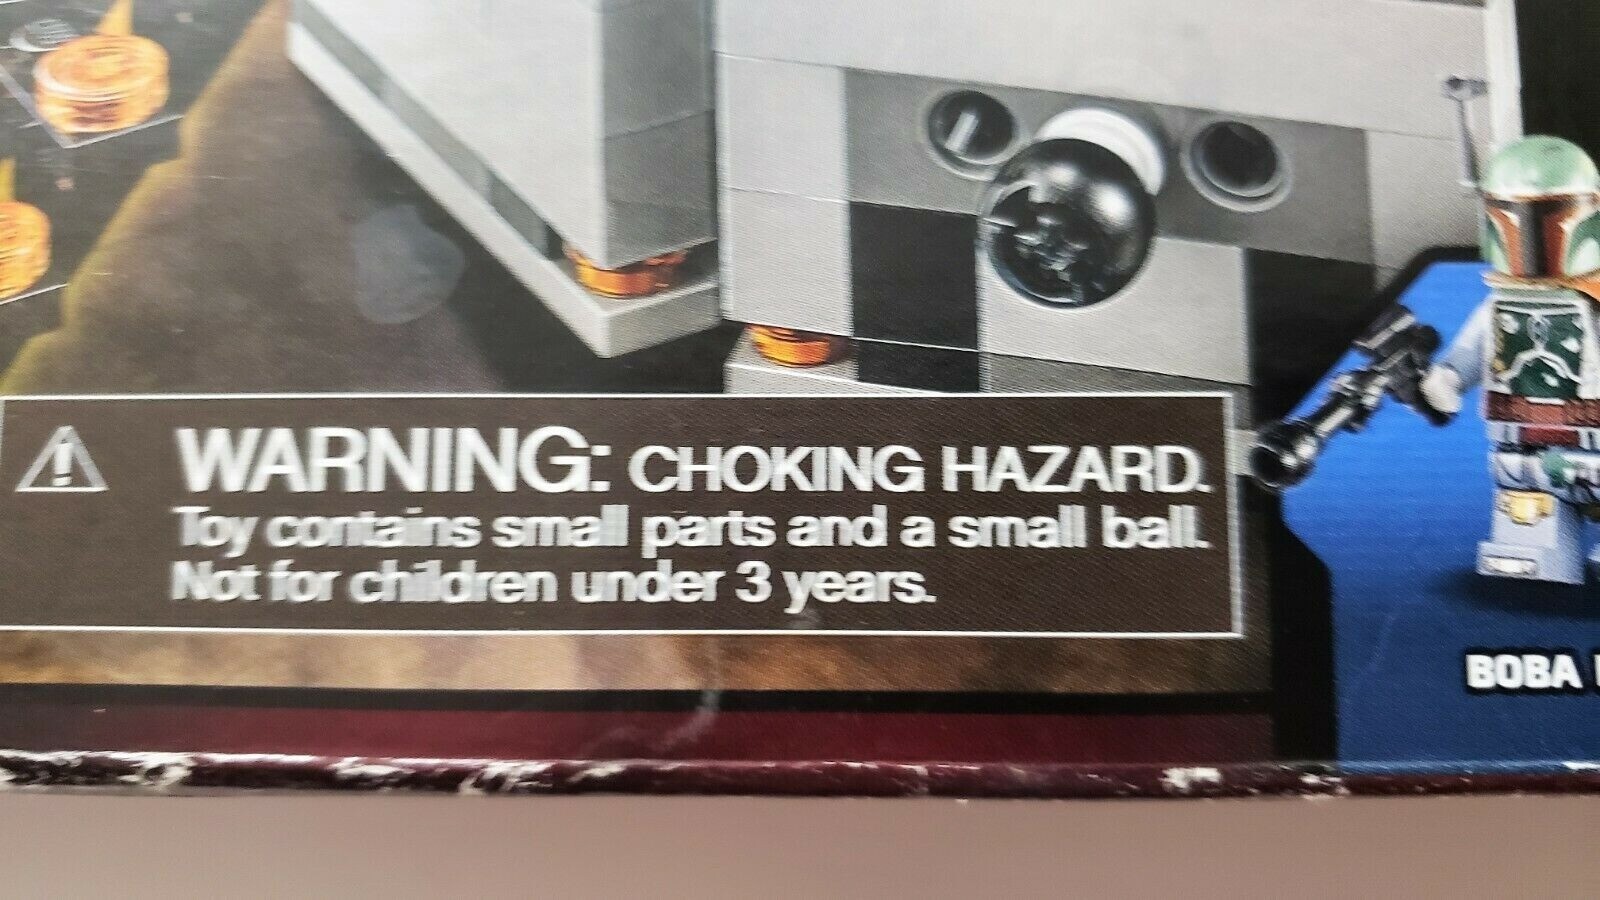 WARNING: CHOKING HAZARD.
Toy contains small parts and a small ball.
Not for children under 3 years.
BOBA